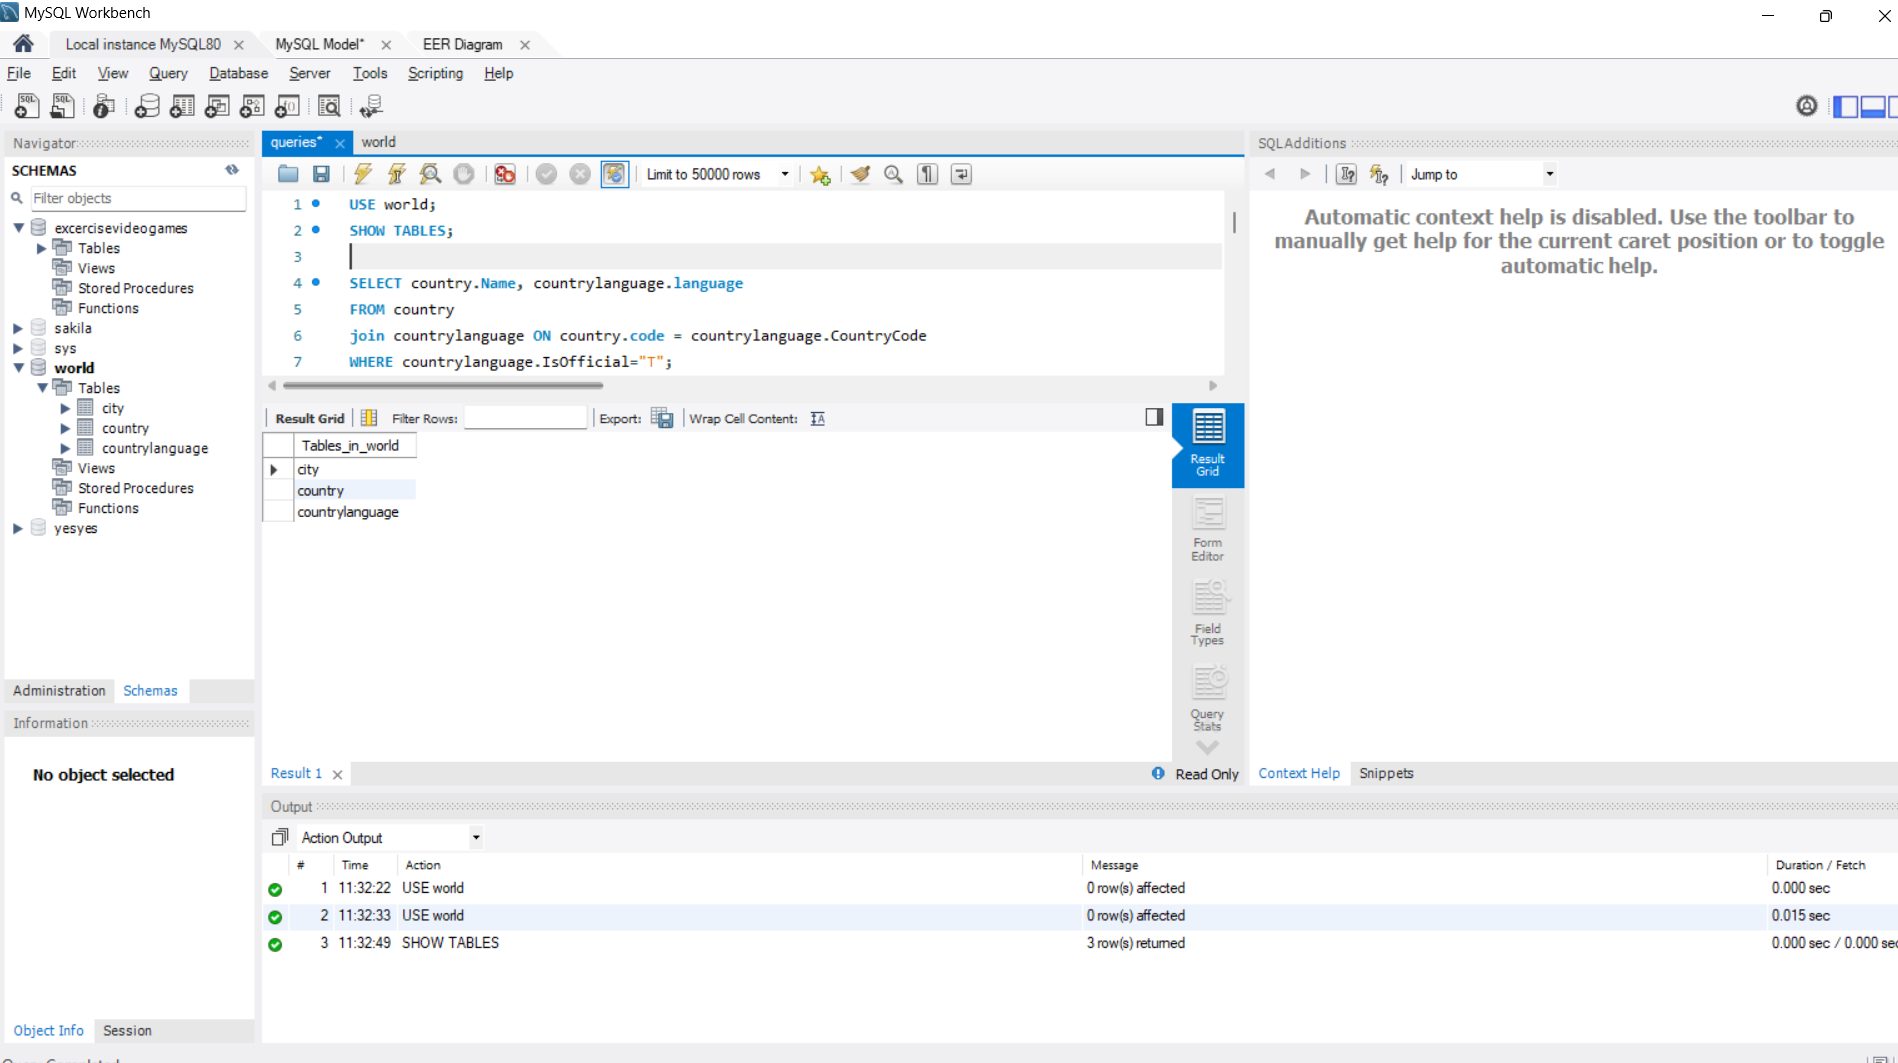 MySQL Workbench
Local instance MySQL80
MySQL Model*
EER Diagram
File Edit View Query Database Server Tools Scripting Help
Navigator
SCHEMAS
Filter objects
excercisevideogames
Tables
Views
Stored Procedures
Functions
sakila
sys
world
Tables
city
country
countrylanguage
Views
Stored Procedures
Functions
yesyes
Administration Schemas
Information
No object selected
Object Info Session
queries* world
Limit to 50000 rows
1 USE world;
2 SHOW TABLES;
3
4 SELECT country.Name, countrylanguage.language
5 FROM country
6 join countrylanguage ON country.code = countrylanguage.CountryCode
7 WHERE countrylanguage.IsOfficial="T";
Result Grid Filter Rows: Export: Wrap Cell Content:
Tables_in_world
city
country
countrylanguage
Result
Grid
Form
Editor
Field
Types
Query
Stats
Result 1
Read Only
SQLAdditions
Jump to
Automatic context help is disabled. Use the toolbar to
manually get help for the current caret position or to toggle
automatic help.
Context Help Snippets
Output
Action Output
# Time Action Message Duration / Fetch
1 11:32:22 USE world 0 row(s) affected 0.000 sec
2 11:32:33 USE world 0 row(s) affected 0.015 sec
3 11:32:49 SHOW TABLES 3 row(s) returned 0.000 sec / 0.000 sec